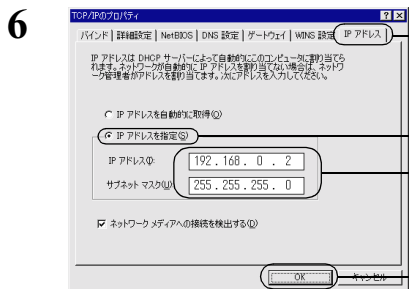 6
TCP/IPのプロパティ
バインド 詳細設定 NetBIOS DNS 設定 ゲートウェイ WINS 設定 IP アドレス
IP アドレスは DHCP サーバーによって自動的にこのコンピュータに割り当てら
れます。ネットワークが自動的に IP アドレスを割り当てない場合は、ネットワ
ーク管理者がアドレスを割り当てます。次にアドレスを入力してください。
IP アドレスを自動的に取得(O)
IP アドレスを指定(S)
IP アドレス(I):
192.168. 0 . 2
サブネット マスク(U):
255.255.255. 0
ネットワーク メディアへの接続を検出する(D)
OK
キャンセル